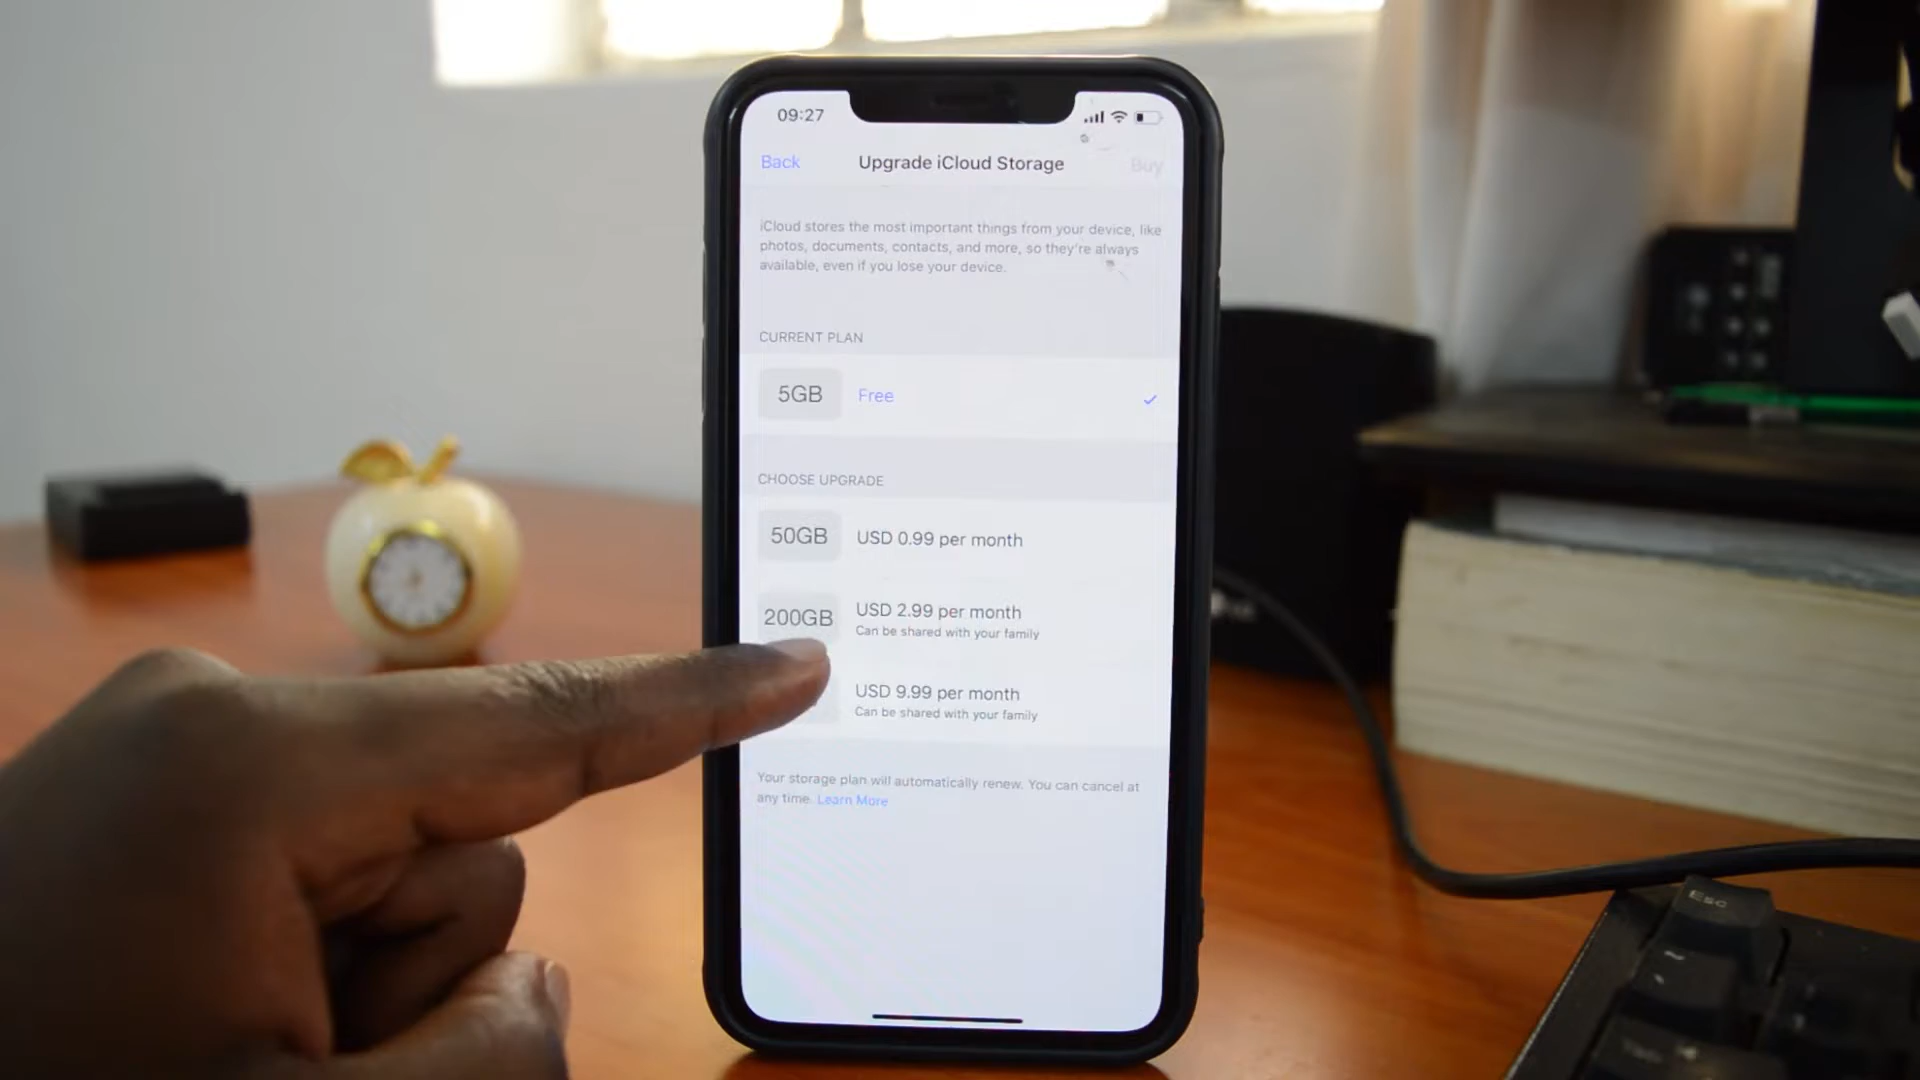 09:27
Back
Upgrade iCloud Storage
Buy
iCloud stores the most important things from your device, like
photos, documents, contacts, and more, so they're always
available, even if you lose your device.
CURRENT PLAN
5GB
Free
CHOOSE UPGRADE
50GB
USD 0.99 per month
200GB
USD 2.99 per month
Can be shared with your family
USD 9.99 per month
Can be shared with your family
Your storage plan will automatically renew. You can cancel at
any time. Learn More
Esc
~